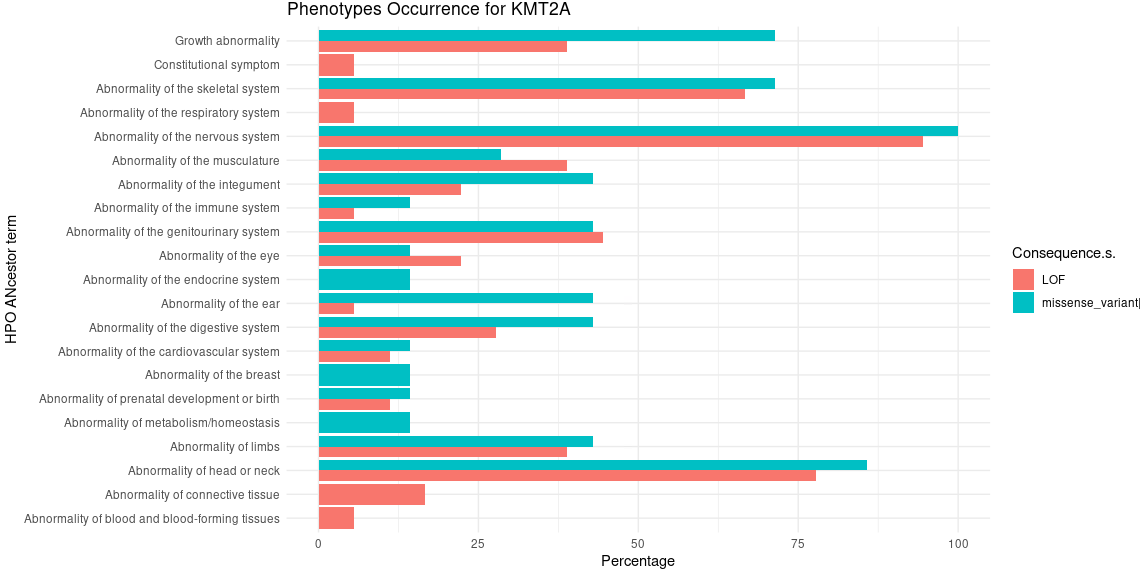 Phenotypes Occurrence for KMT2A
Growth abnormality
Constitutional symptom
Abnormality of the skeletal system
Abnormality of the respiratory system
Abnormality of the nervous system
Abnormality of the musculature
Abnormality of the integument
Abnormality of the immune system
Abnormality of the genitourinary system
Abnormality of the eye
Abnormality of the endocrine system
Abnormality of the ear
Abnormality of the digestive system
Abnormality of the cardiovascular system
Abnormality of the breast
Abnormality of prenatal development or birth
Abnormality of metabolism/homeostasis
Abnormality of limbs
Abnormality of head or neck
Abnormality of connective tissue
Abnormality of blood and blood-forming tissues
HPO ANcestor term
0 25 50 75 100
Percentage
Consequence.s.
LOF
missense_variant|